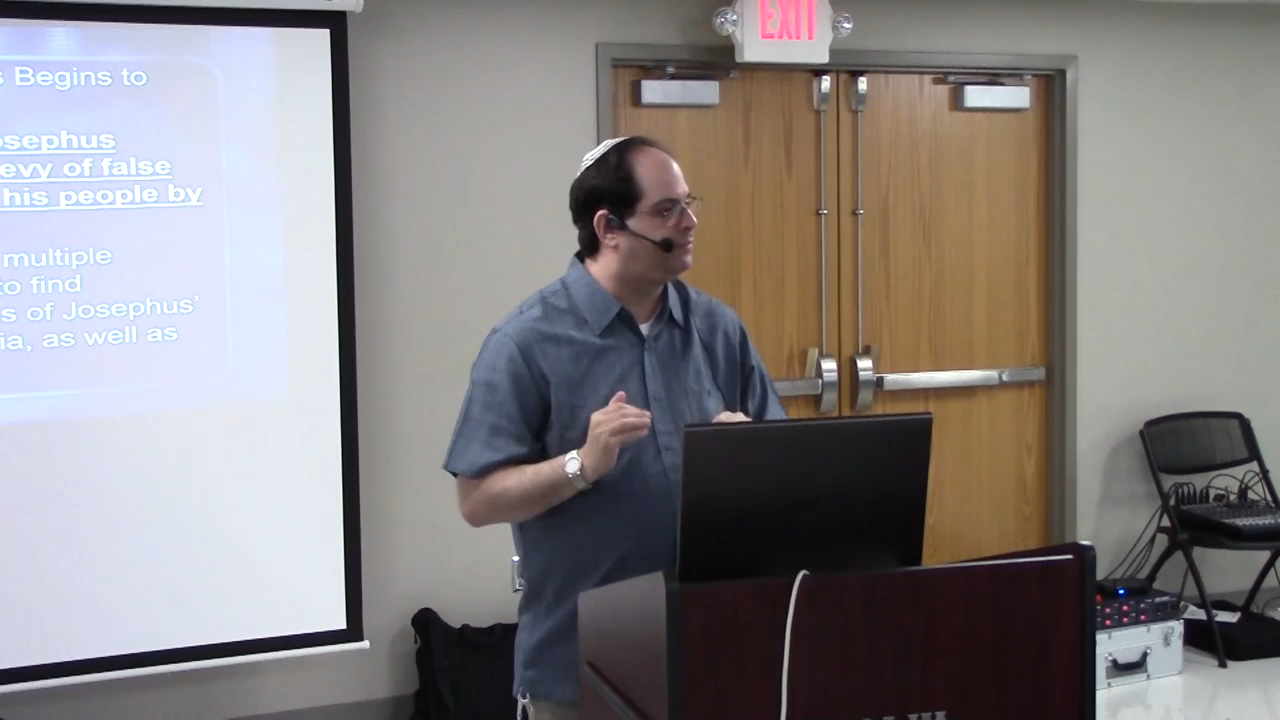 s Begins to
osephus
evy of false
his people by
multiple
to find
s of Josephus'
ia, as well as
EXIT